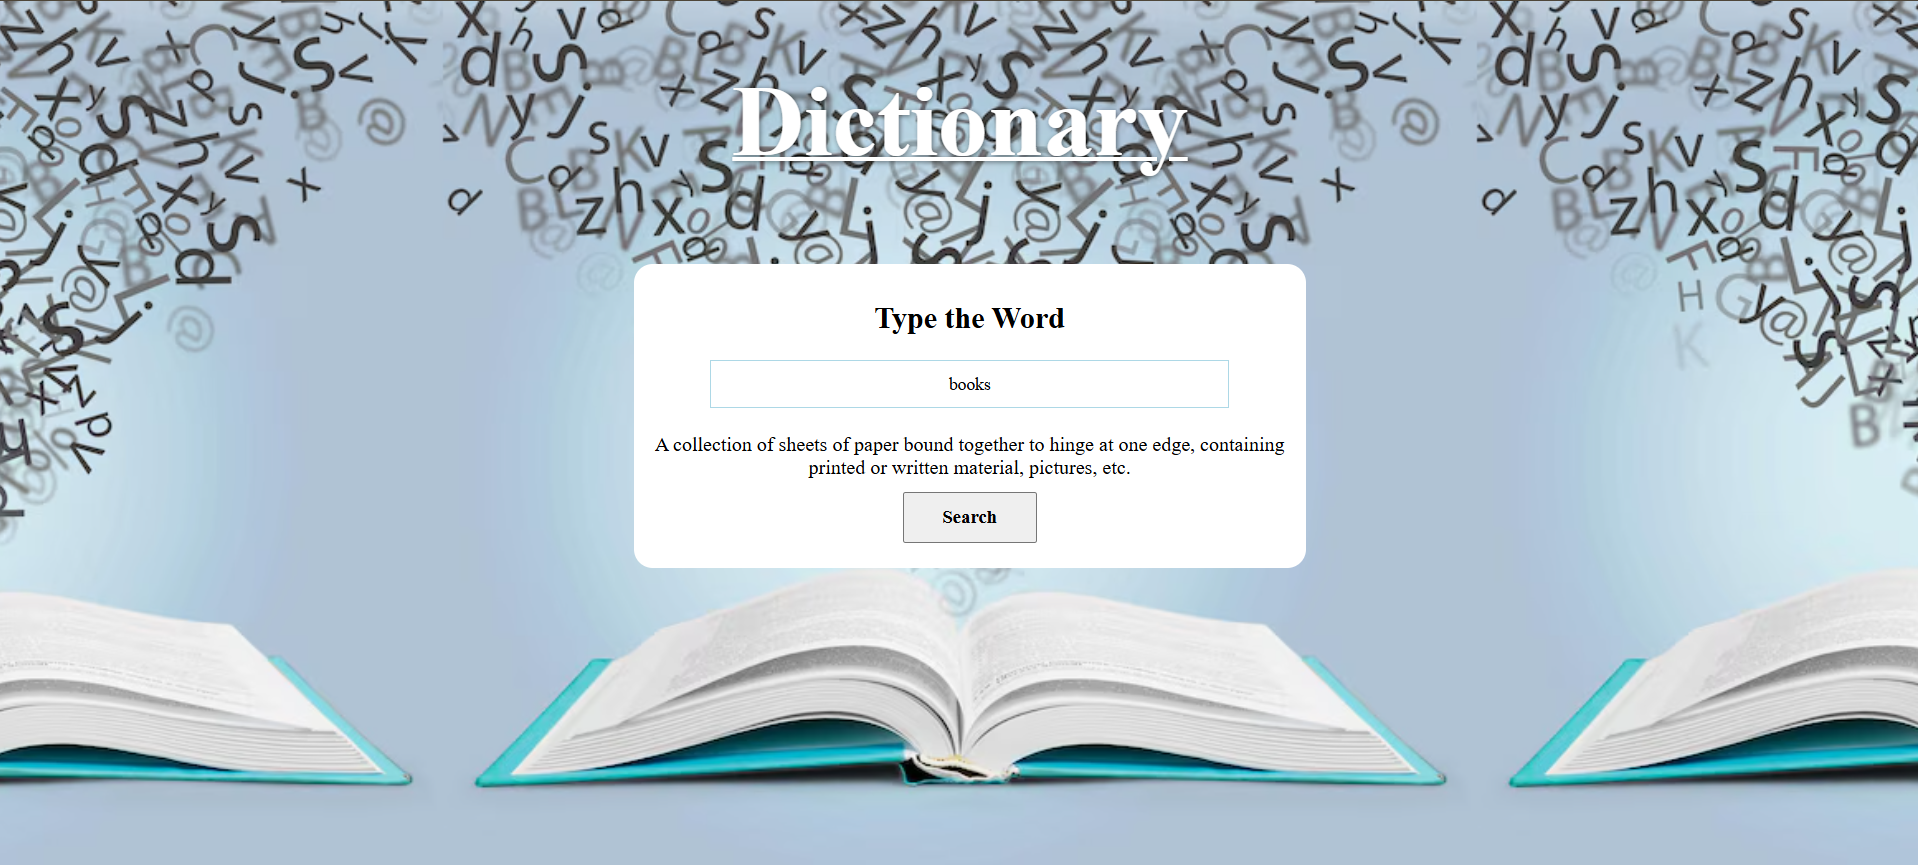 Dictionary
Type the Word
books
A collection of sheets of paper bound together to hinge at one edge, containing
printed or written material, pictures, etc.
Search